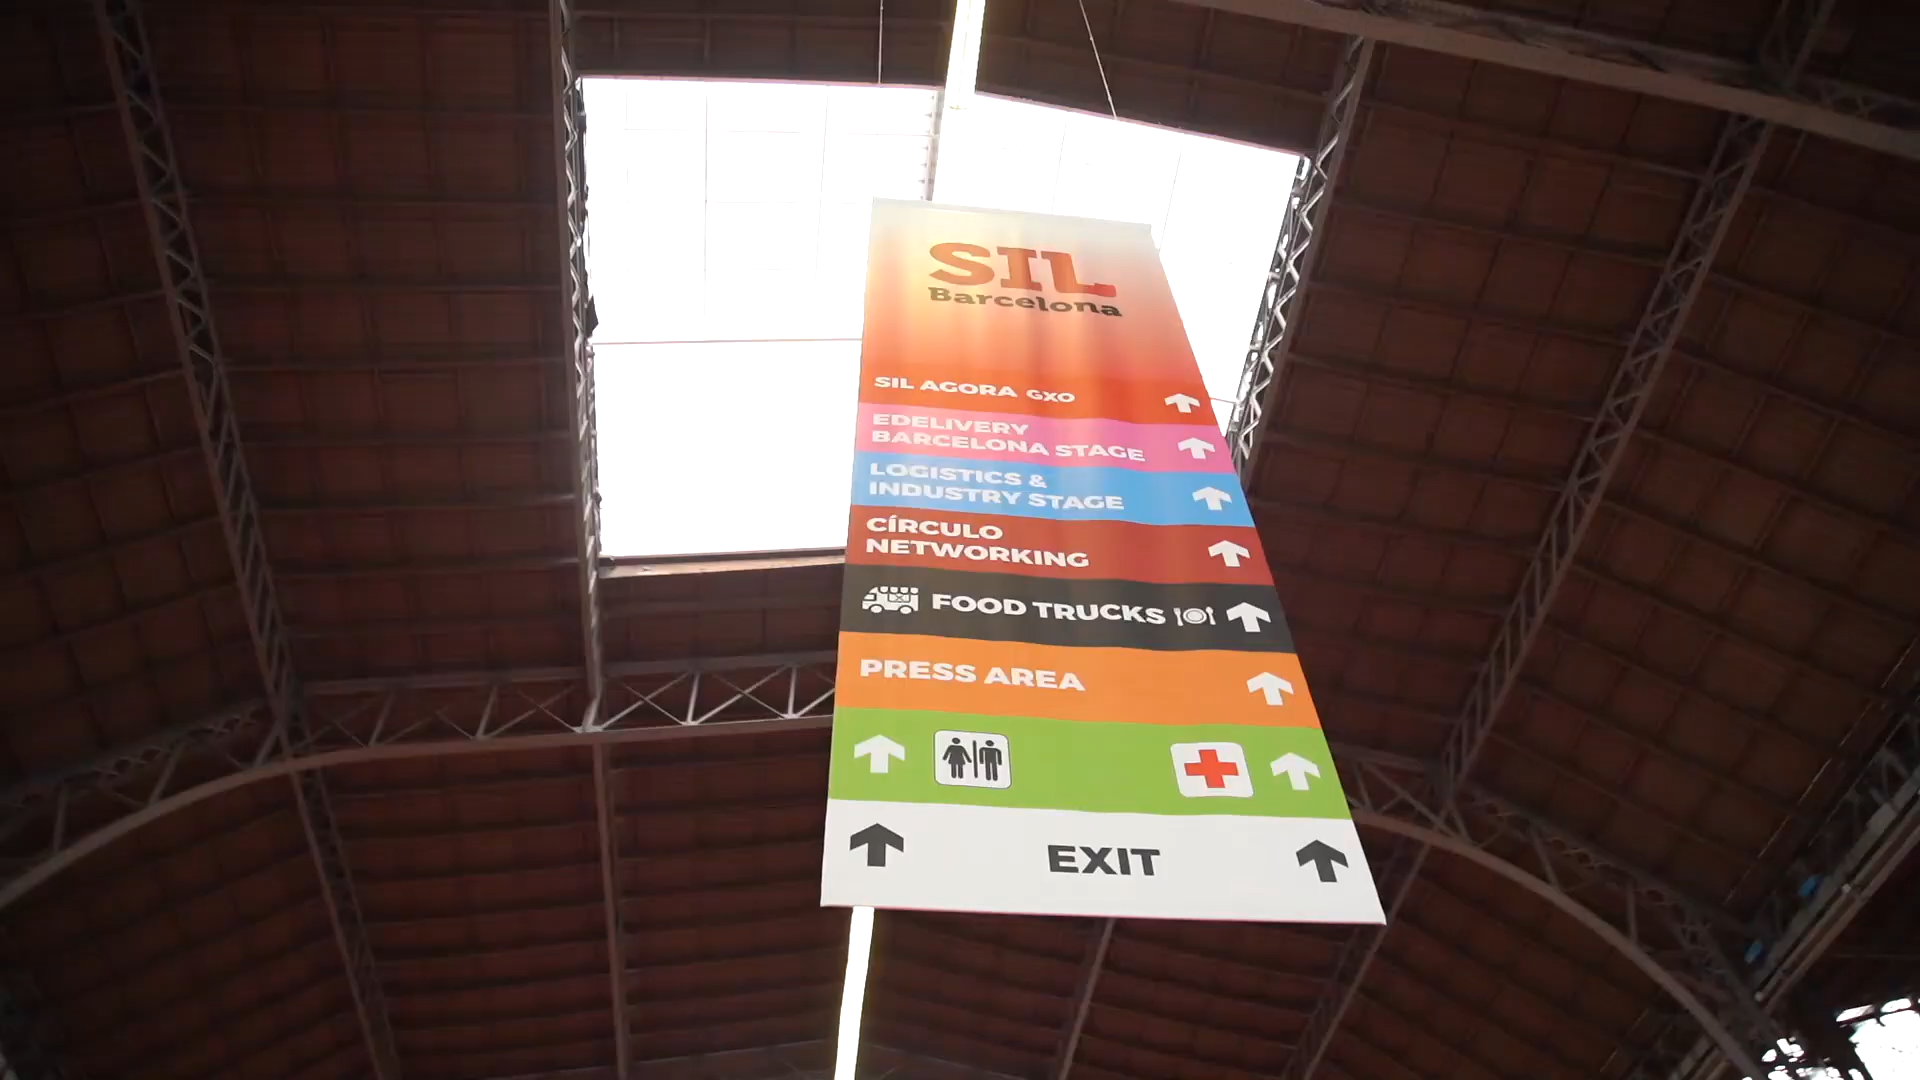 SIL
Barcelona
SIL AGORA GXO
EDELIVERY
BARCELONA STAGE
LOGISTICS &
INDUSTRY STAGE
CÍRCULO
NETWORKING
FOOD TRUCKS
PRESS AREA
EXIT